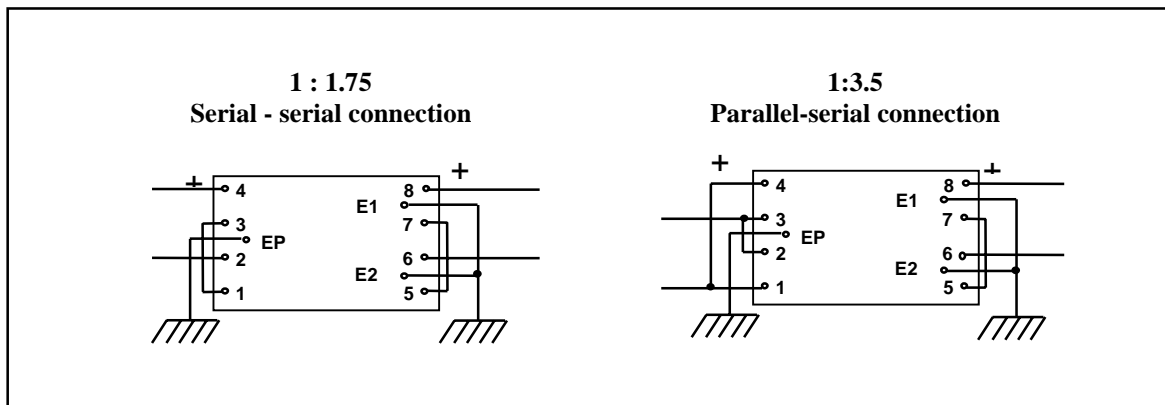 1 : 1.75
Serial - serial connection
+
+
4
3
EP
2
1
8
E1
7
6
E2
5
1:3.5
Parallel-serial connection
+
+
4
3
EP
2
1
8
E1
7
6
E2
5